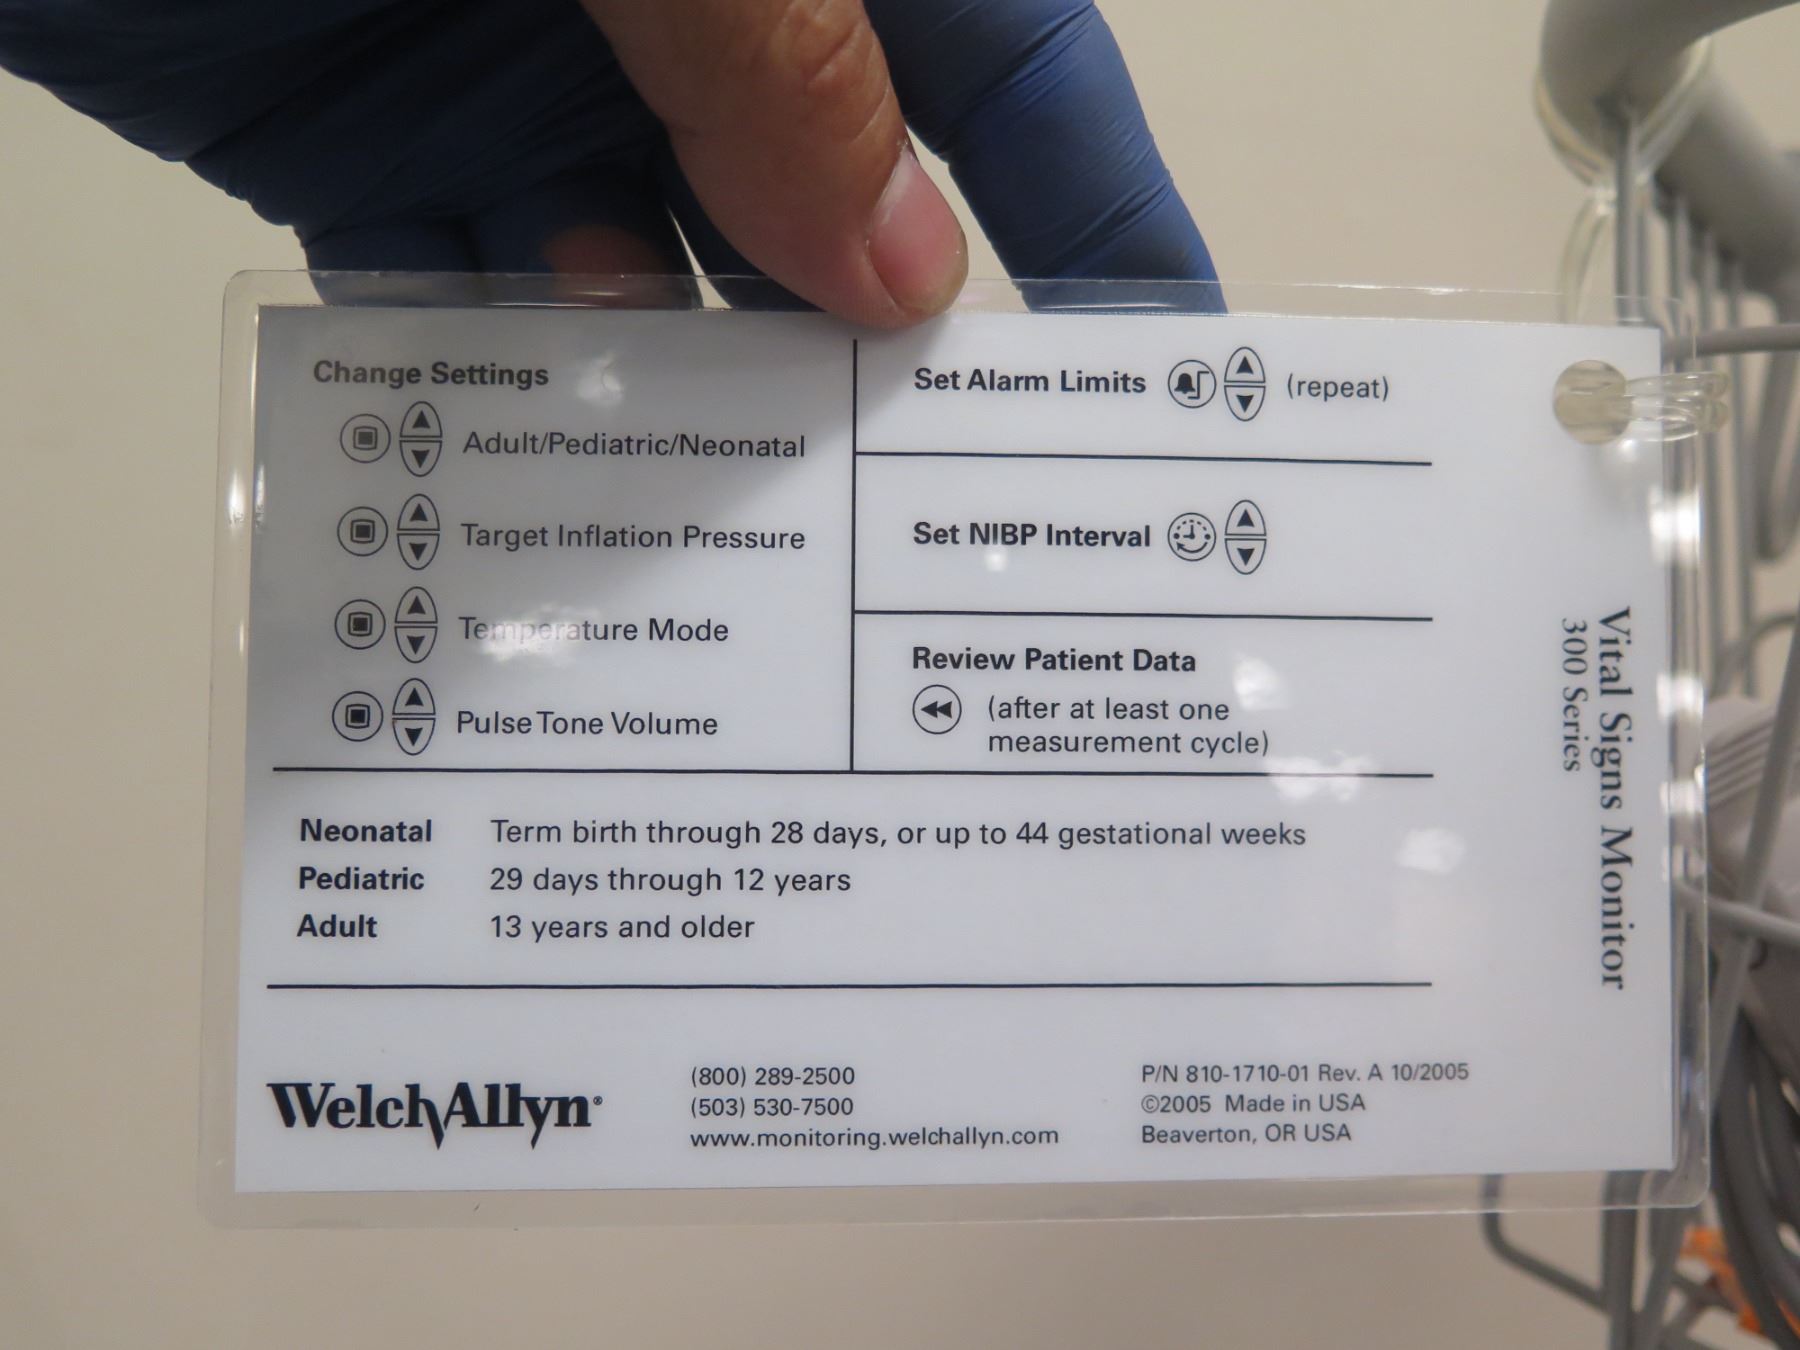 Change Settings
Adult/Pediatric/Neonatal
Target Inflation Pressure
Temperature Mode
Pulse Tone Volume
Set Alarm Limits (repeat)
Set NIBP Interval
Review Patient Data
(after at least one
measurement cycle)
Neonatal Term birth through 28 days, or up to 44 gestational weeks
Pediatric 29 days through 12 years
Adult 13 years and older
WelchAllyn®
(800) 289-2500
(503) 530-7500
www.monitoring.welchallyn.com
P/N 810-1710-01 Rev. A 10/2005
©2005 Made in USA
Beaverton, OR USA
Vital Signs Monitor
300 Series